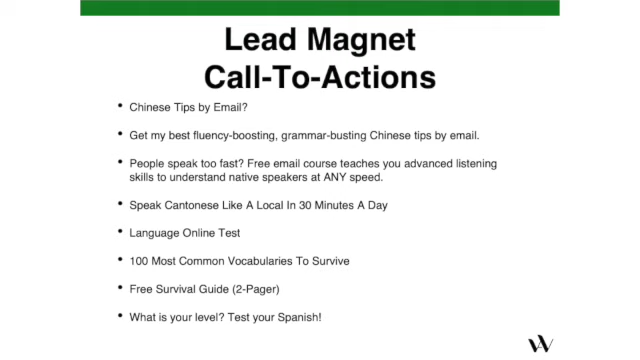 Lead Magnet
Call-To-Actions
• Chinese Tips by Email?
• Get my best fluency-boosting, grammar-busting Chinese tips by email.
• People speak too fast? Free email course teaches you advanced listening
skills to understand native speakers at ANY speed.
• Speak Cantonese Like A Local In 30 Minutes A Day
• Language Online Test
• 100 Most Common Vocabularies To Survive
• Free Survival Guide (2-Pager)
• What is your level? Test your Spanish!